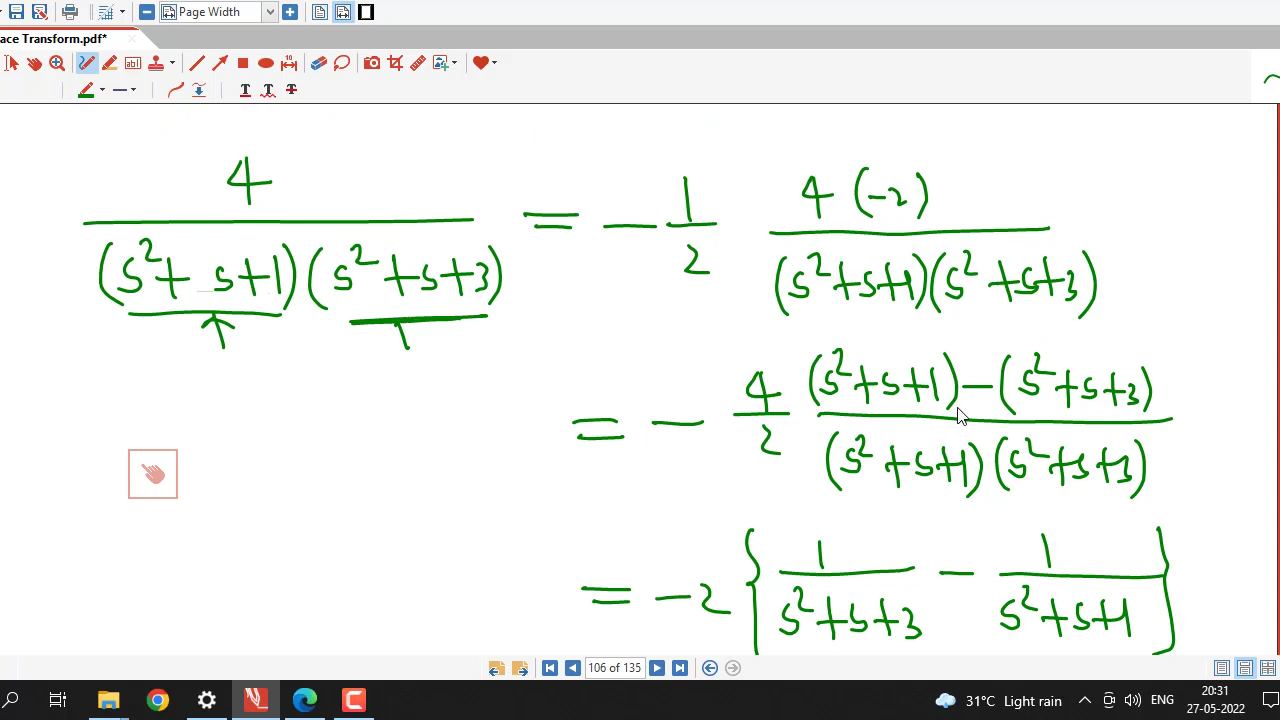 Page Width
ace Transform.pdf*
10
ab|
T T T
4 / (s² + s+1)(s² +s+3) = - 1/2 4(-2) / (s²+s+1)(s² +s+3)
= - 4/2 (s²+s+1)-(s²+s+3) / (s² +s+1)(s² +s+3)
= -2 { 1 / s²+s+3 - 1 / s²+s+1 }
106 of 135
31°C Light rain
ENG
20:31
27-05-2022